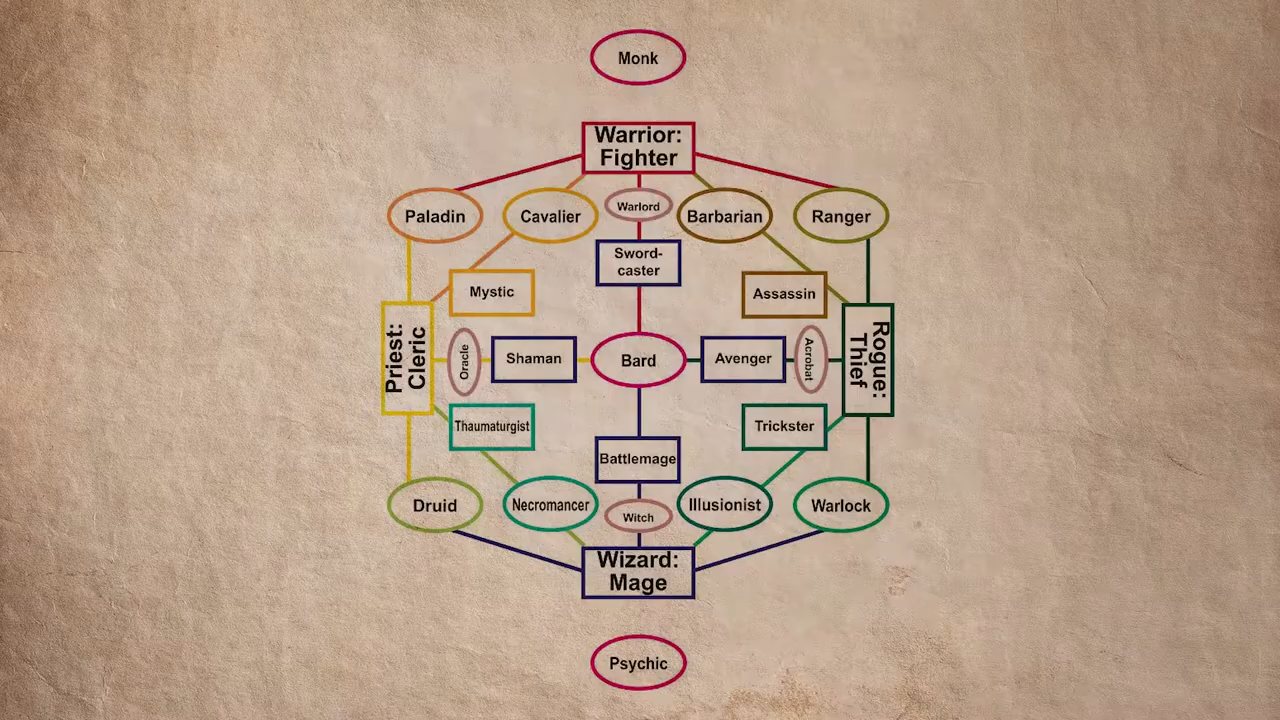 Monk
Warrior:
Fighter
Paladin
Cavalier
Warlord
Barbarian
Ranger
Sword-
caster
Mystic
Assassin
Priest:
Cleric
Oracle
Shaman
Bard
Avenger
Acrobat
Rogue:
Thief
Thaumaturgist
Trickster
Battlemage
Druid
Necromancer
Witch
Illusionist
Warlock
Wizard:
Mage
Psychic